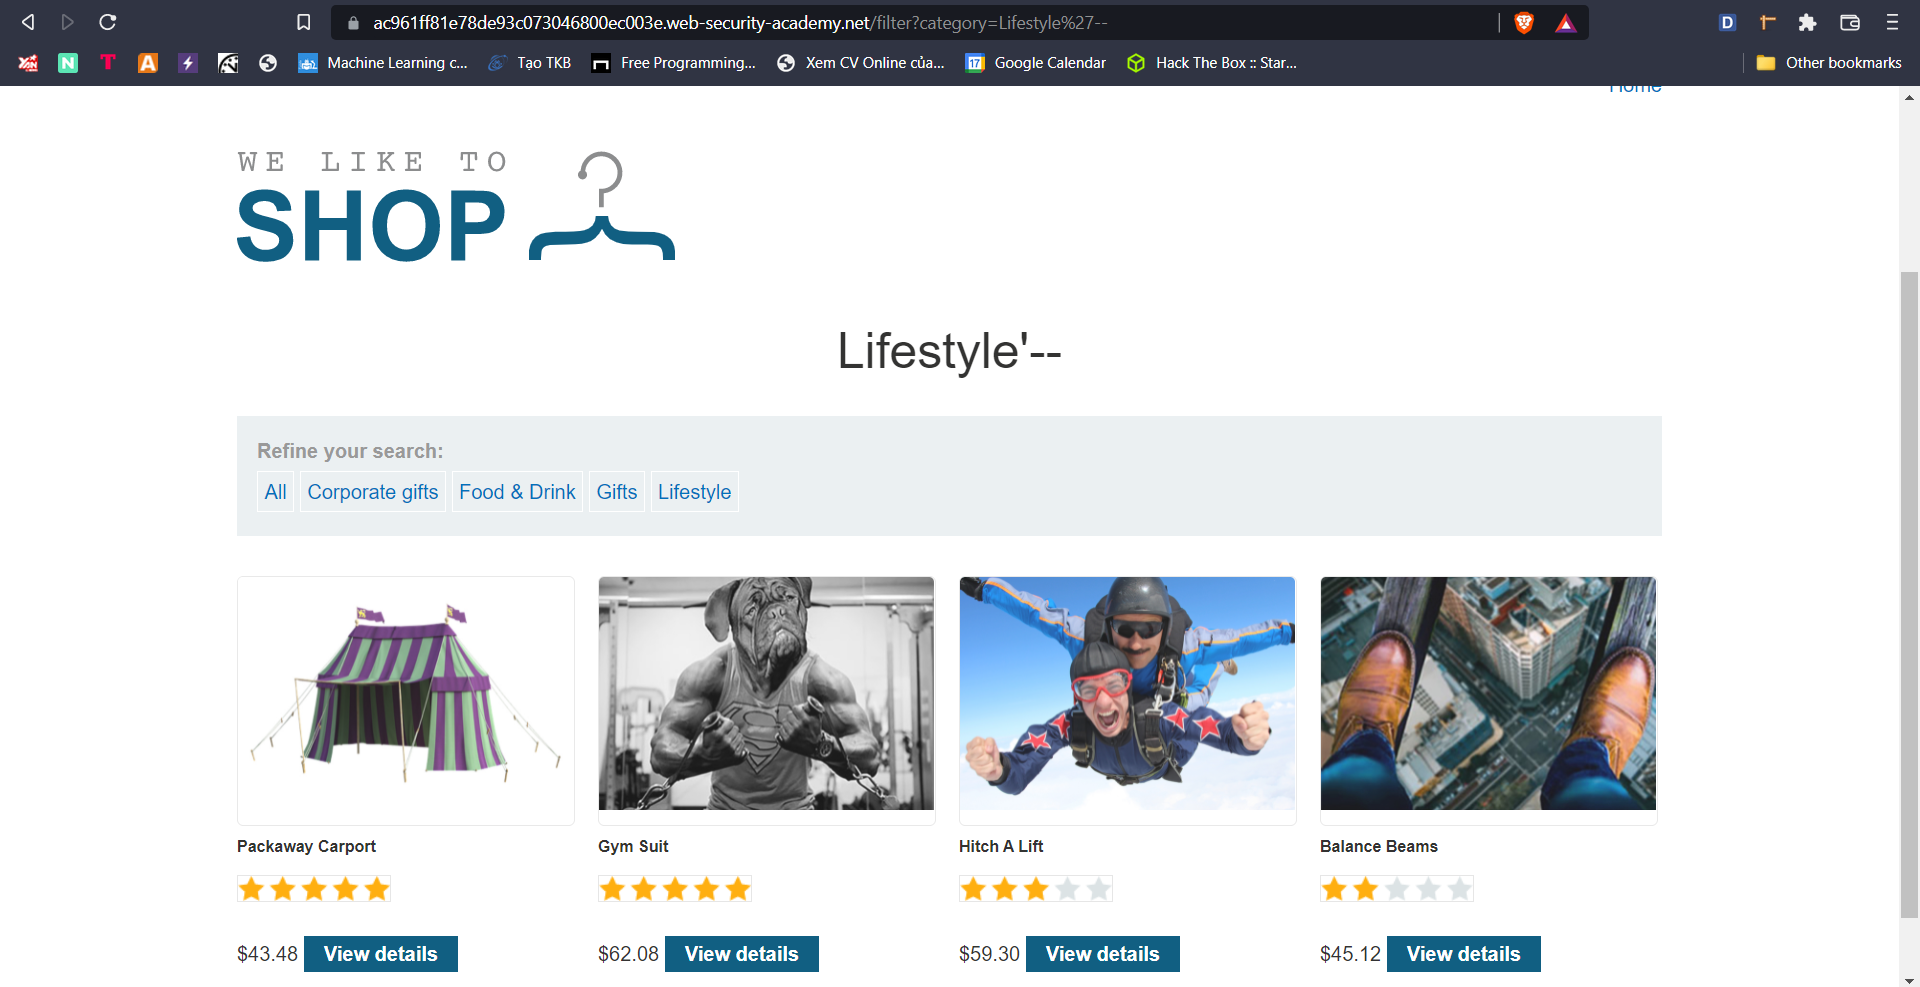 ac961ff81e78de93c073046800ec003e.web-security-academy.net/filter?category=Lifestyle%27--
Machine Learning c...
Tạo TKB
Free Programming...
Xem CV Online của...
17
Google Calendar
Hack The Box :: Star...
Other bookmarks
Home
WE LIKE TO
SHOP
Lifestyle'--
Refine your search:
All
Corporate gifts
Food & Drink
Gifts
Lifestyle
Packaway Carport
Gym Suit
Hitch A Lift
Balance Beams
$43.48
View details
$62.08
View details
$59.30
View details
$45.12
View details